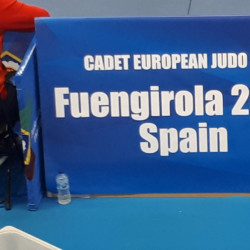 CADET EUROPEAN JUDO
Fuengirola 2
Spain